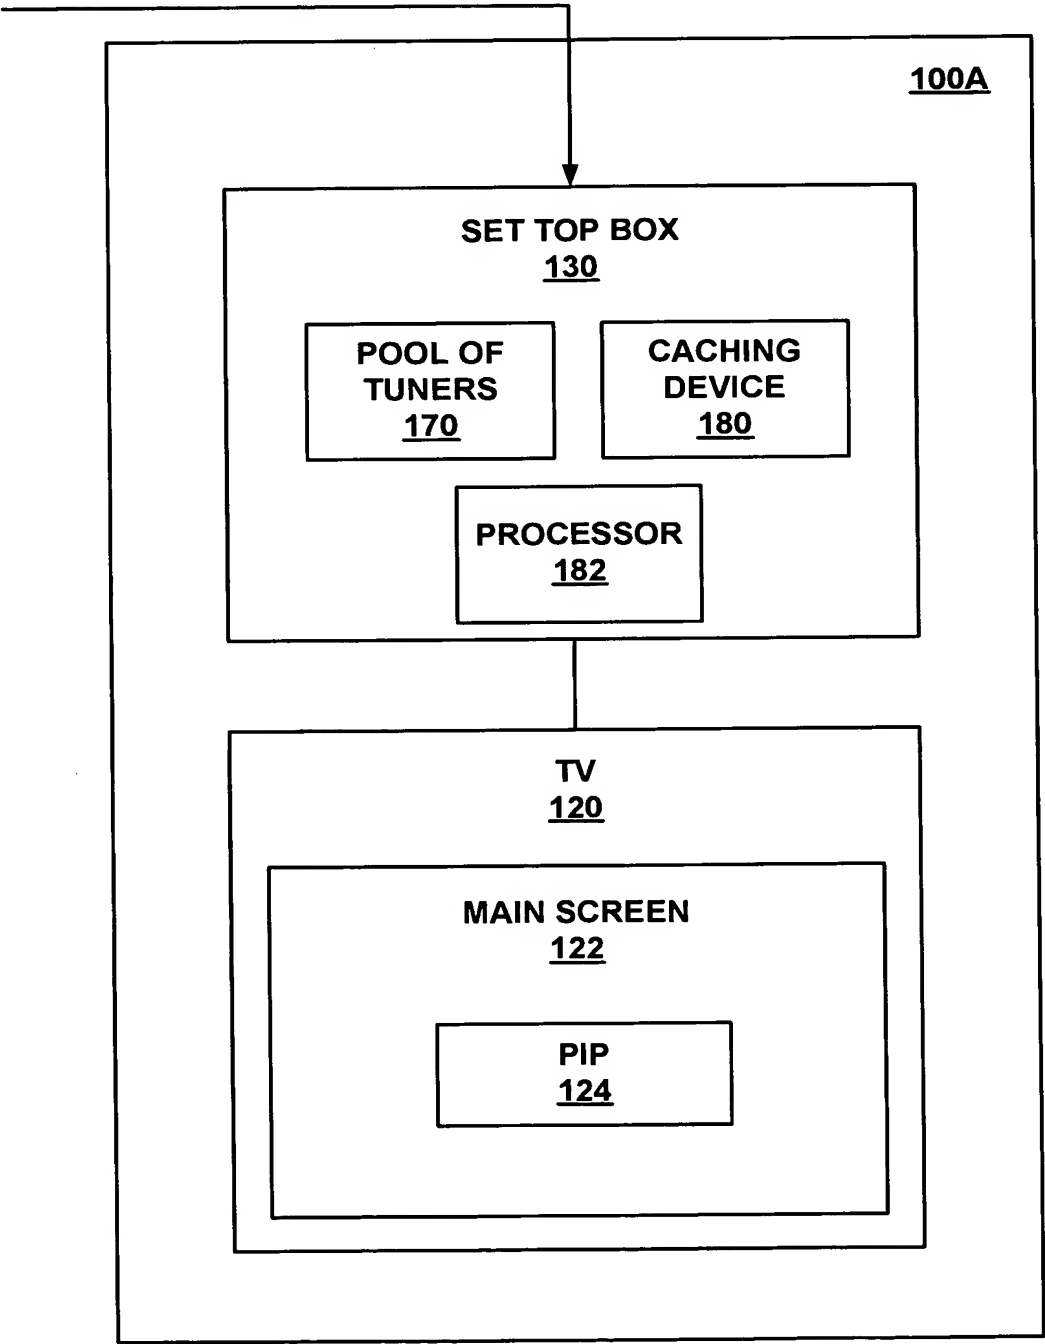 100A
SET TOP BOX
130
POOL OF
TUNERS
170
CACHING
DEVICE
180
PROCESSOR
182
TV
120
MAIN SCREEN
122
PIP
124